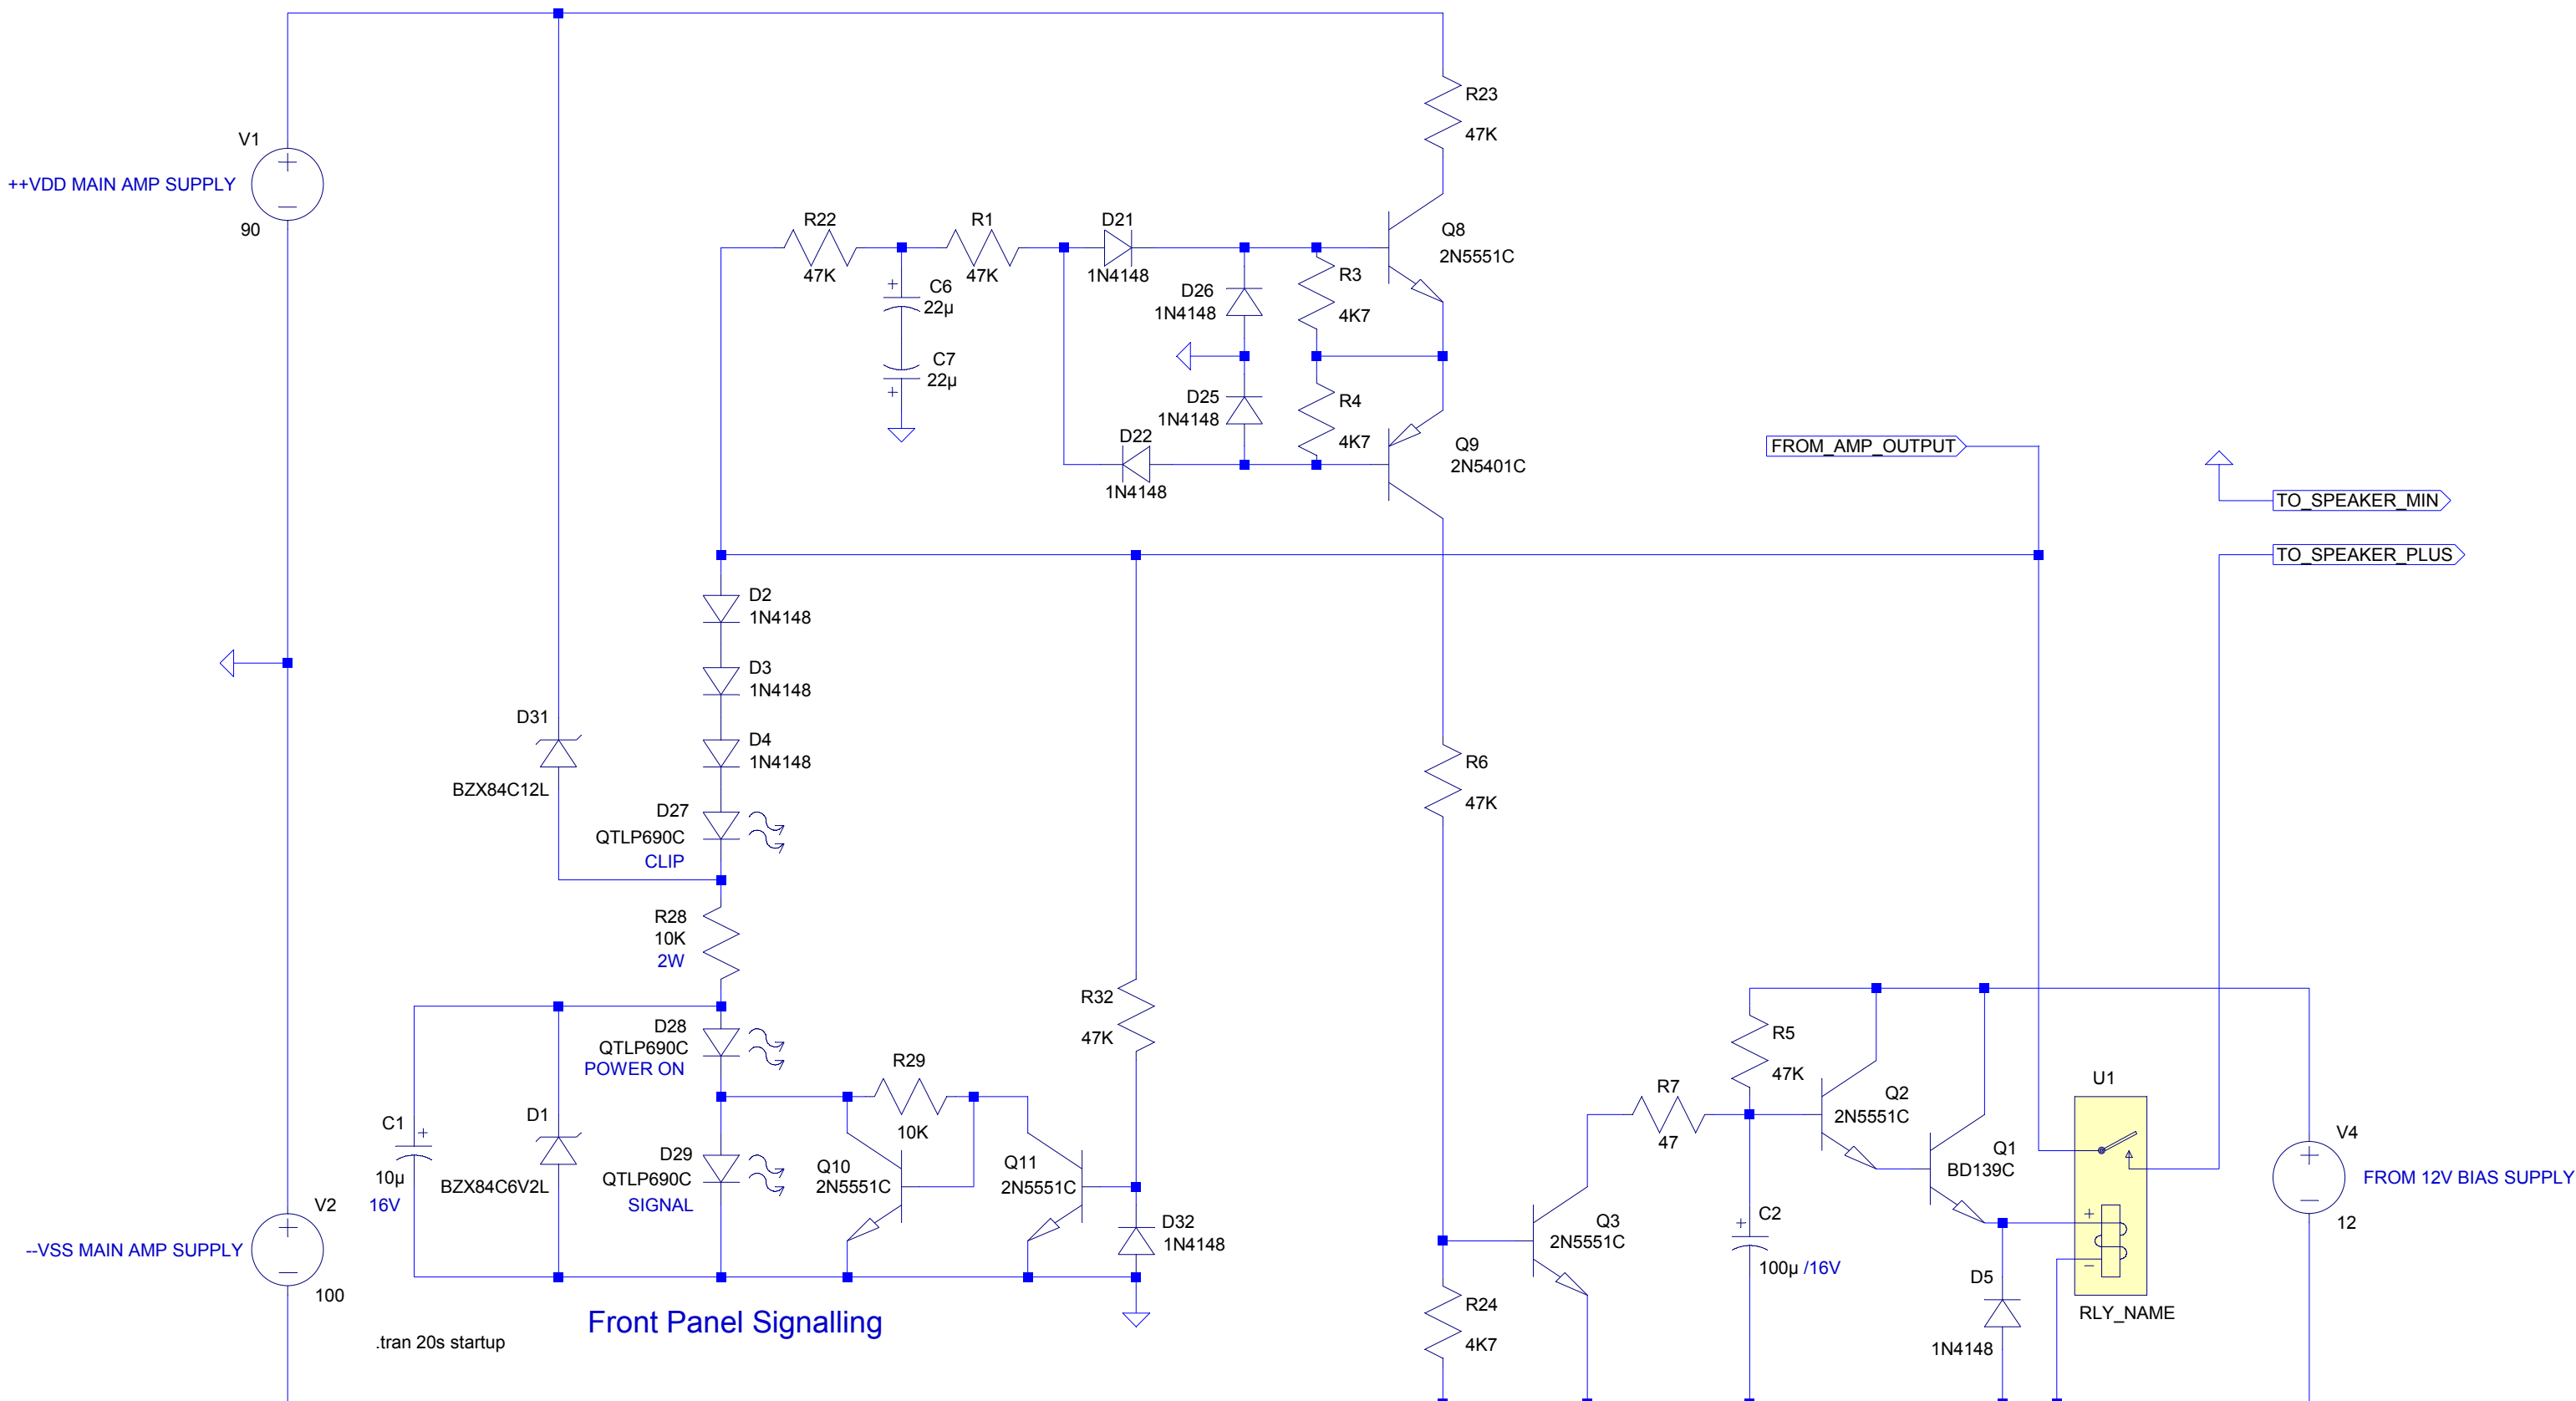 V1
++VDD MAIN AMP SUPPLY
90
R23
47K
R22
47K
R1
47K
D21
1N4148
Q8
2N5551C
C6
22µ
D26
1N4148
R3
4K7
C7
22µ
D25
1N4148
R4
4K7
D22
1N4148
Q9
2N5401C
FROM_AMP_OUTPUT
TO_SPEAKER_MIN
TO_SPEAKER_PLUS
D2
1N4148
D3
1N4148
D4
1N4148
D31
BZX84C12L
D27
QTLP690C
CLIP
R6
47K
R28
10K
2W
R32
47K
D28
QTLP690C
POWER ON
R29
10K
R5
47K
R7
47
Q2
2N5551C
U1
C1
10µ
16V
D1
BZX84C6V2L
D29
QTLP690C
SIGNAL
Q10
2N5551C
Q11
2N5551C
Q1
BD139C
V4
FROM 12V BIAS SUPPLY
12
V2
--VSS MAIN AMP SUPPLY
100
D32
1N4148
Q3
2N5551C
C2
100µ /16V
D5
1N4148
RLY_NAME
R24
4K7
Front Panel Signalling
.tran 20s startup